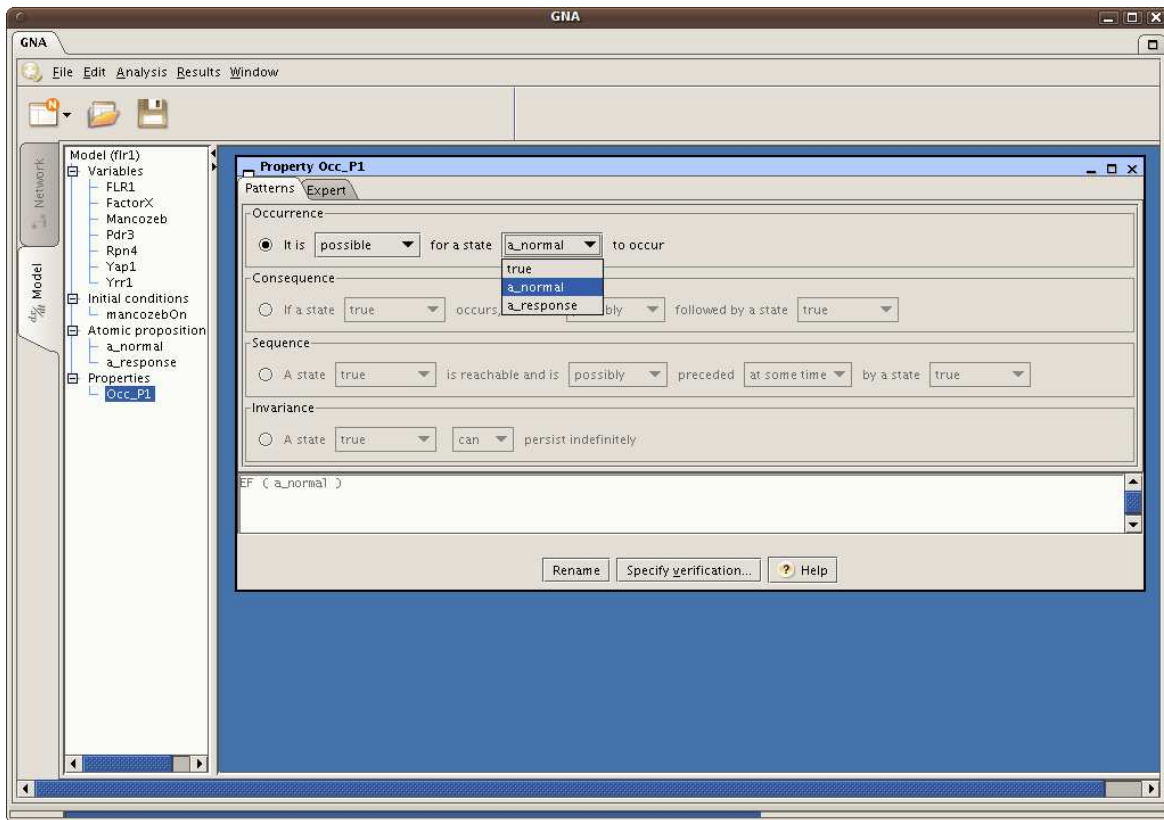 GNA
GNA
File Edit Analysis Results Window
Network
Model
Model (flr1)
Variables
FLR1
FactorX
Mancozeb
Pdr3
Rpn4
Yap1
Yrr1
Initial conditions
mancozebOn
Atomic proposition
a_normal
a_response
Properties
Occ_P1
Property Occ_P1
Patterns Expert
Occurrence
It is possible for a state a_normal to occur
true
a_normal
a_response
Consequence
If a state true occurs, bly followed by a state true
Sequence
A state true is reachable and is possibly preceded at some time by a state true
Invariance
A state true can persist indefinitely
EF ( a_normal )
Rename Specify verification... ? Help